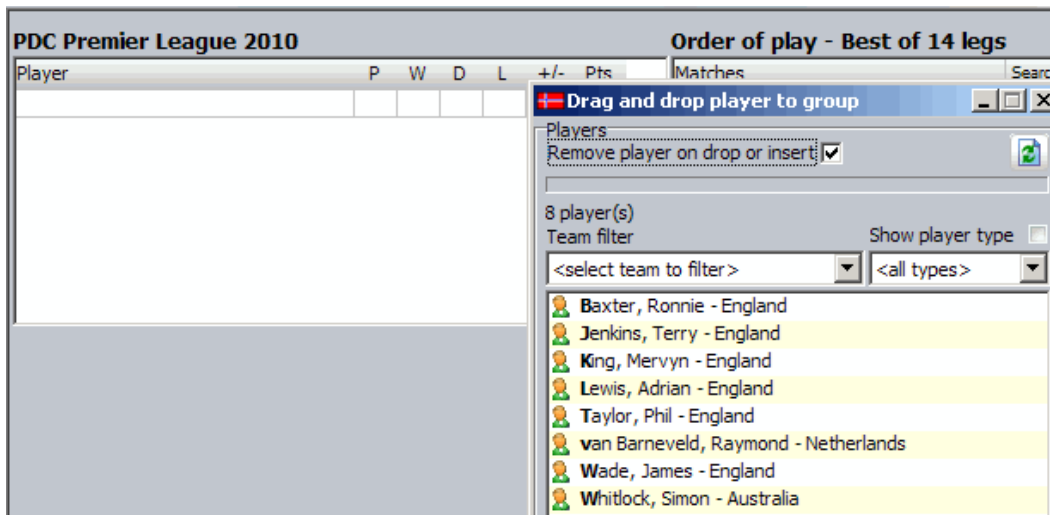 PDC Premier League 2010
Order of play - Best of 14 legs
Player P W D L +/- Pts
Matches
Drag and drop player to group
Players
Remove player on drop or insert
8 player(s)
Team filter
Show player type
<select team to filter>
<all types>
Baxter, Ronnie - England
Jenkins, Terry - England
King, Mervyn - England
Lewis, Adrian - England
Taylor, Phil - England
van Barneveld, Raymond - Netherlands
Wade, James - England
Whitlock, Simon - Australia